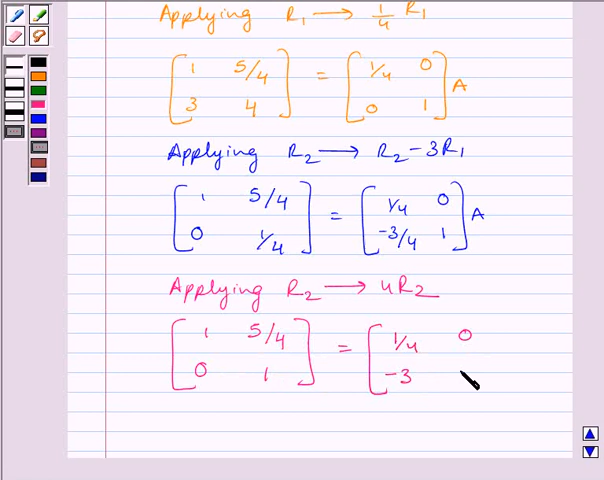 Applying R₁ → 1/4 R₁
[1 5/4; 3 4] = [1/4 0; 0 1] A
Applying R₂ → R₂ − 3R₁
[1 5/4; 0 1/4] = [1/4 0; -3/4 1] A
Applying R₂ → 4R₂
[1 5/4; 0 1] = [1/4 0; -3